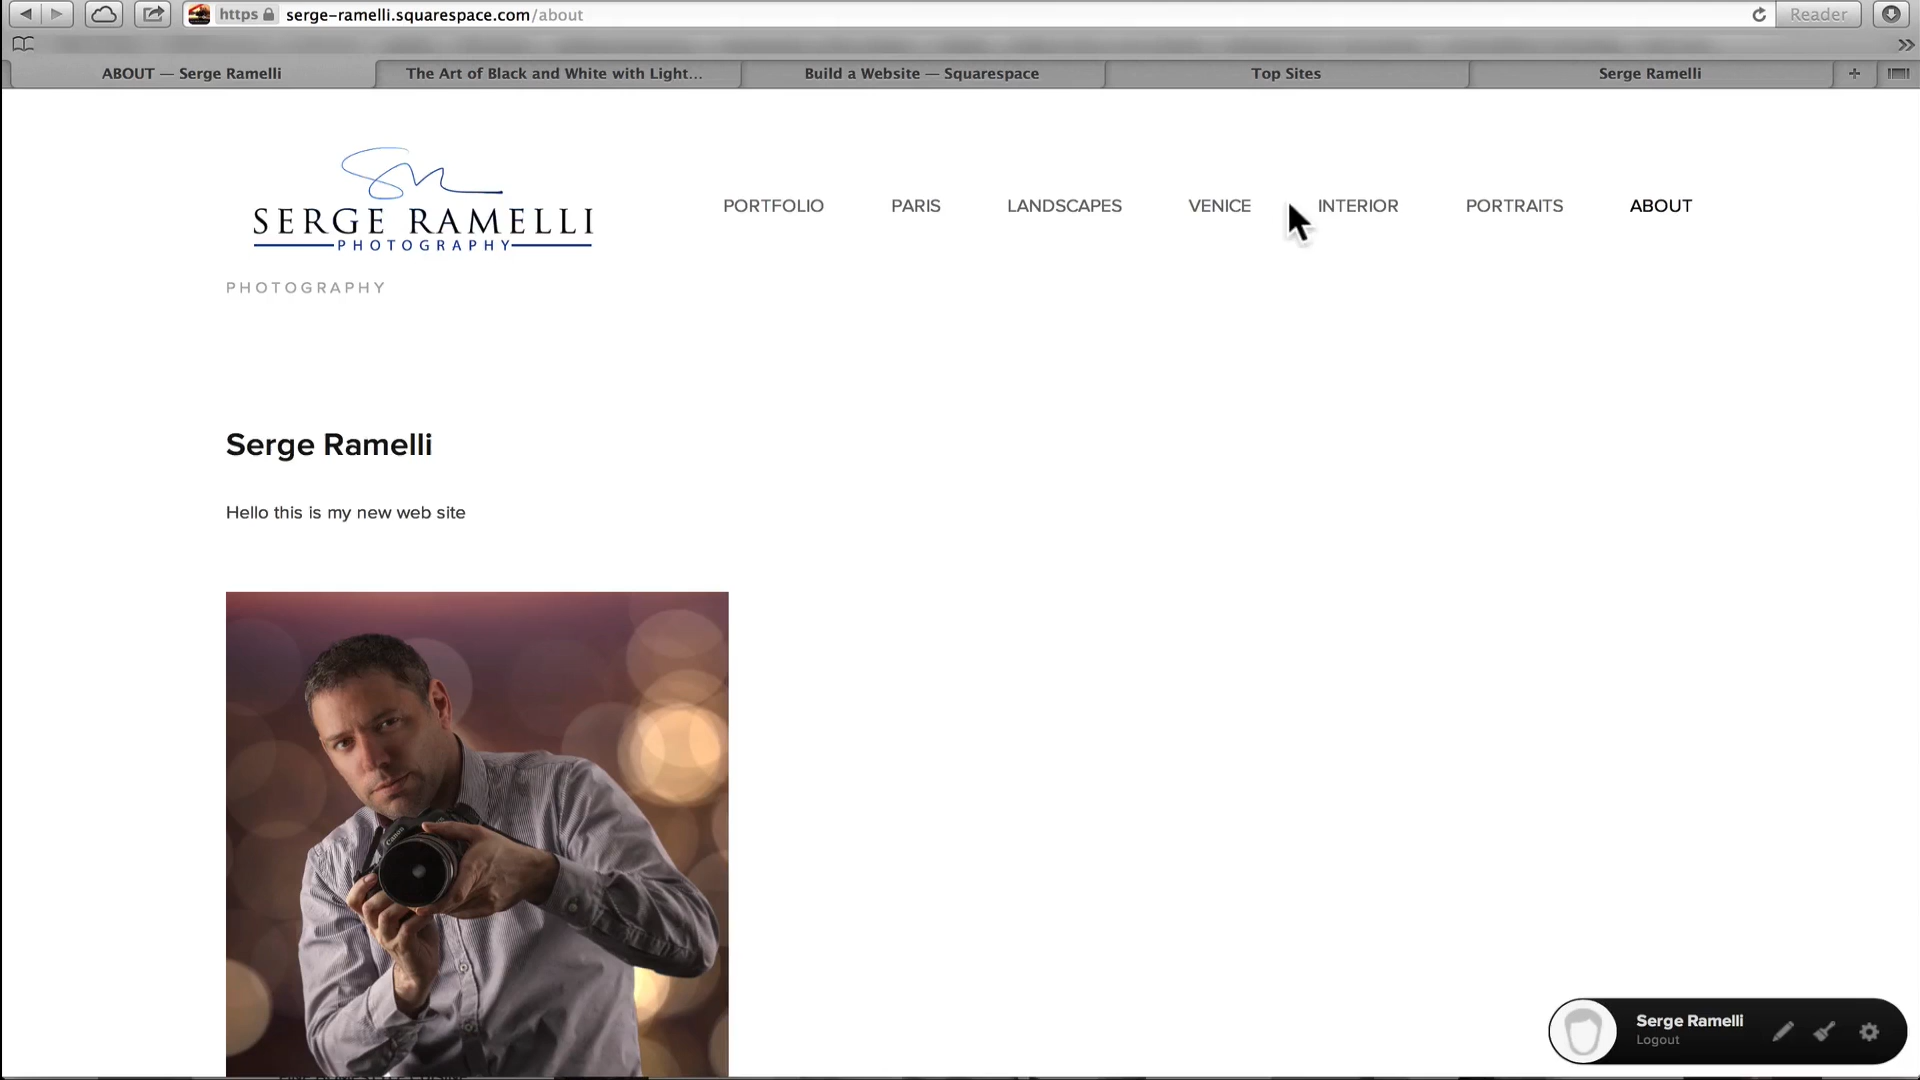 https serge-ramelli.squarespace.com/about
Reader
ABOUT — Serge Ramelli
The Art of Black and White with Light...
Build a Website — Squarespace
Top Sites
Serge Ramelli
SERGE RAMELLI
PHOTOGRAPHY
PORTFOLIO
PARIS
LANDSCAPES
VENICE
INTERIOR
PORTRAITS
ABOUT
PHOTOGRAPHY
Serge Ramelli
Hello this is my new web site
Canon
Serge Ramelli
Logout